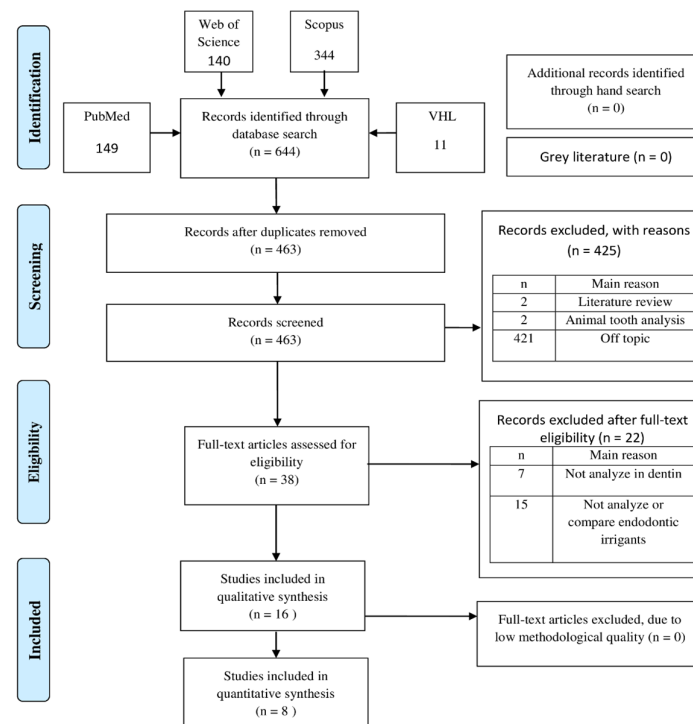 Identification
Web of
Science
140
Scopus
344
PubMed
149
Records identified through
database search
(n = 644)
VHL
11
Additional records identified
through hand search
(n = 0)
Grey literature (n = 0)
Screening
Records after duplicates removed
(n = 463)
Records screened
(n = 463)
Records excluded, with reasons
(n = 425)
n Main reason
2 Literature review
2 Animal tooth analysis
421 Off topic
Eligibility
Full-text articles assessed for
eligibility
(n = 38)
Records excluded after full-text
eligibility (n = 22)
n Main reason
7 Not analyze in dentin
15 Not analyze or
compare endodontic
irrigants
Included
Studies included in
qualitative synthesis
(n = 16 )
Full-text articles excluded, due to
low methodological quality (n = 0)
Studies included in
quantitative synthesis
(n = 8 )